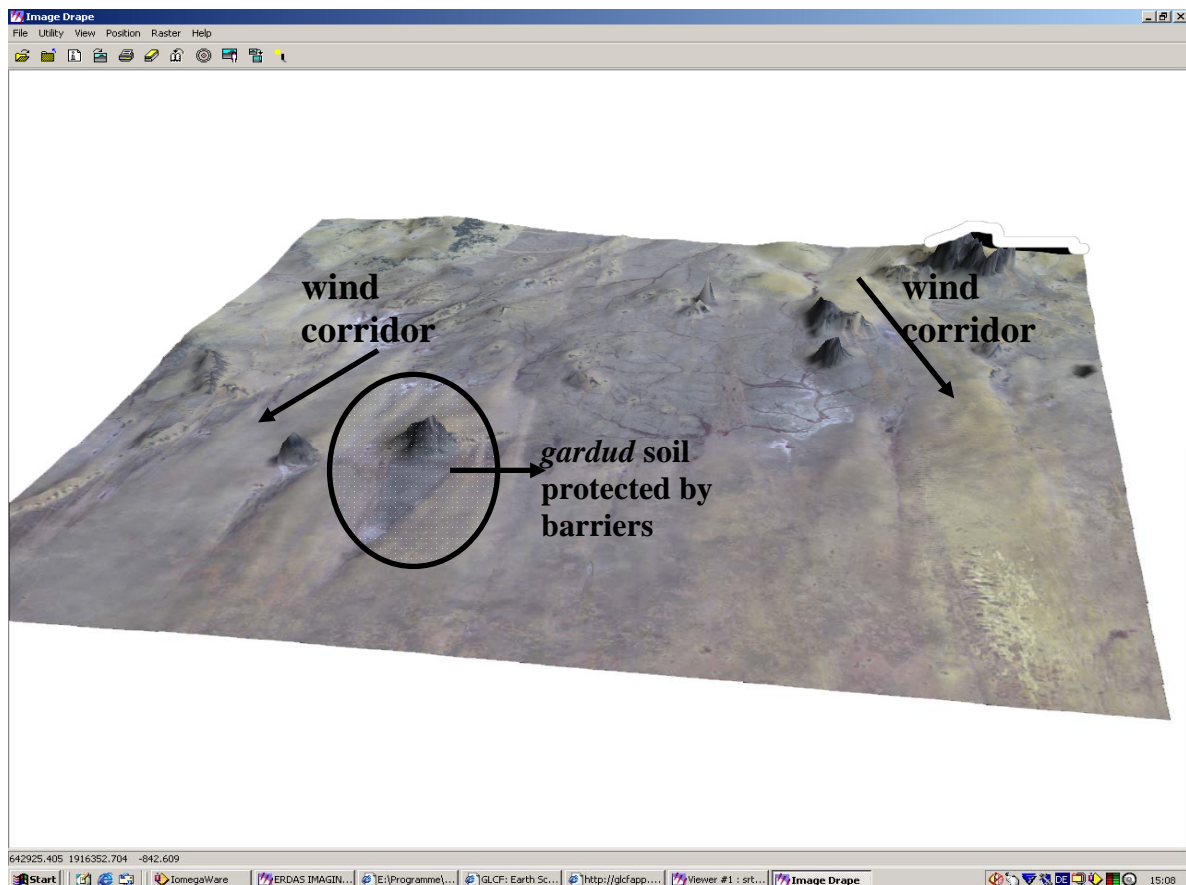 Image Drape
File Utility View Position Raster Help
wind
corridor
wind
corridor
gardud soil
protected by
barriers
642925.405 1916352.704 -842.609
Start IomegaWare ERDAS IMAGIN... E:\Programme\... GLCF: Earth Sc... http://glcfapp.... Viewer #1 : srt... Image Drape DE 15:08